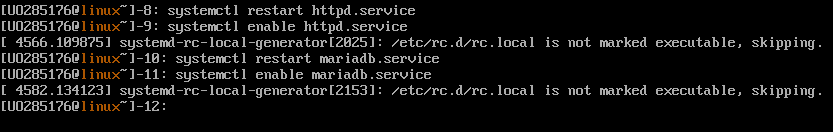 [UO285176@linux~]-8: systemctl restart httpd.service
[UO285176@linux~]-9: systemctl enable httpd.service
[ 4566.109875] systemd-rc-local-generator[2025]: /etc/rc.d/rc.local is not marked executable, skipping.
[UO285176@linux~]-10: systemctl restart mariadb.service
[UO285176@linux~]-11: systemctl enable mariadb.service
[ 4582.134123] systemd-rc-local-generator[2153]: /etc/rc.d/rc.local is not marked executable, skipping.
[UO285176@linux~]-12: